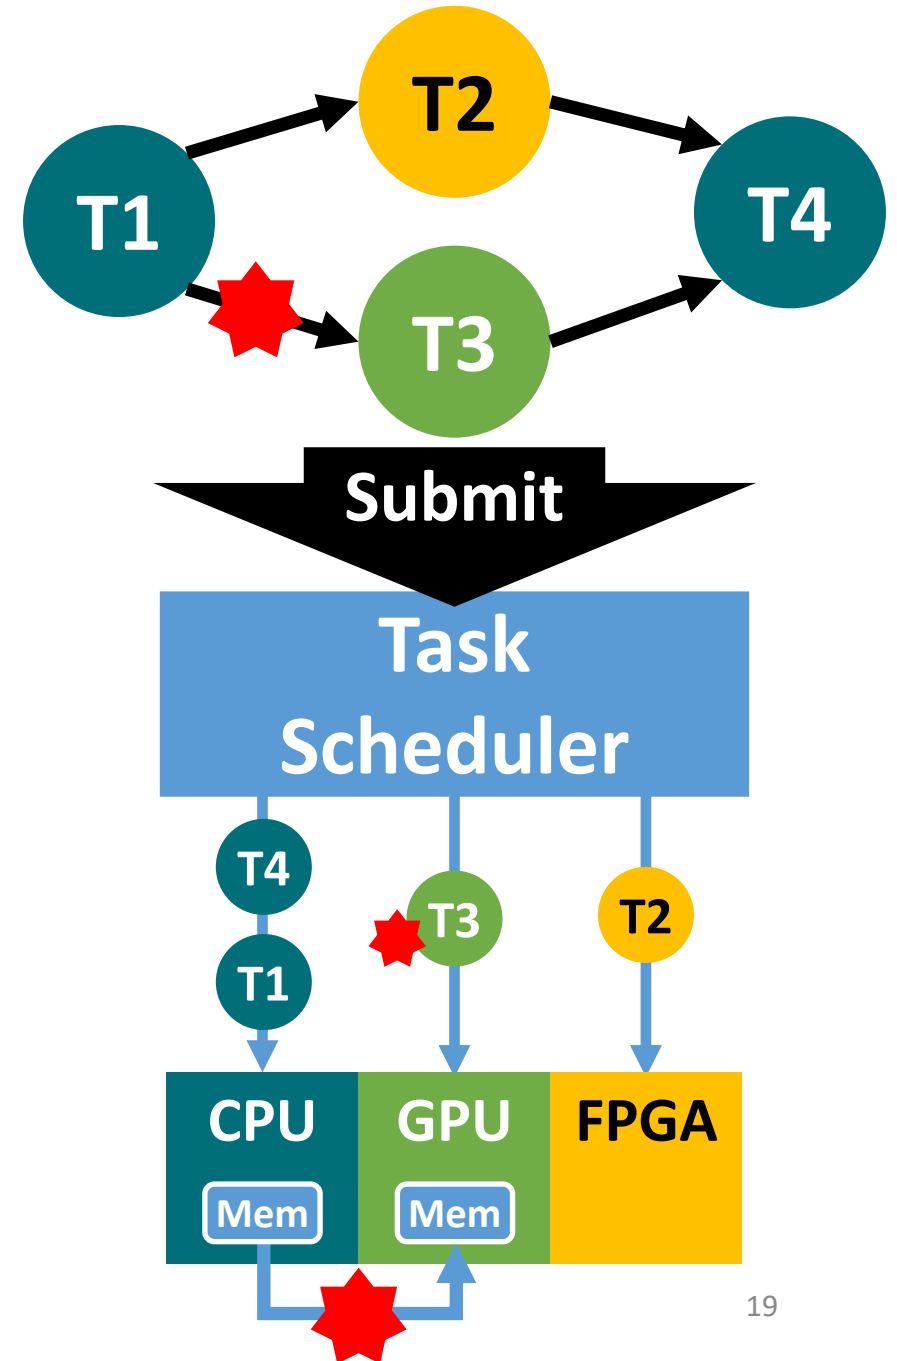 T2
T1
T4
T3
Submit
Task
Scheduler
T4
T3
T2
T1
CPU
GPU
FPGA
Mem
Mem
19